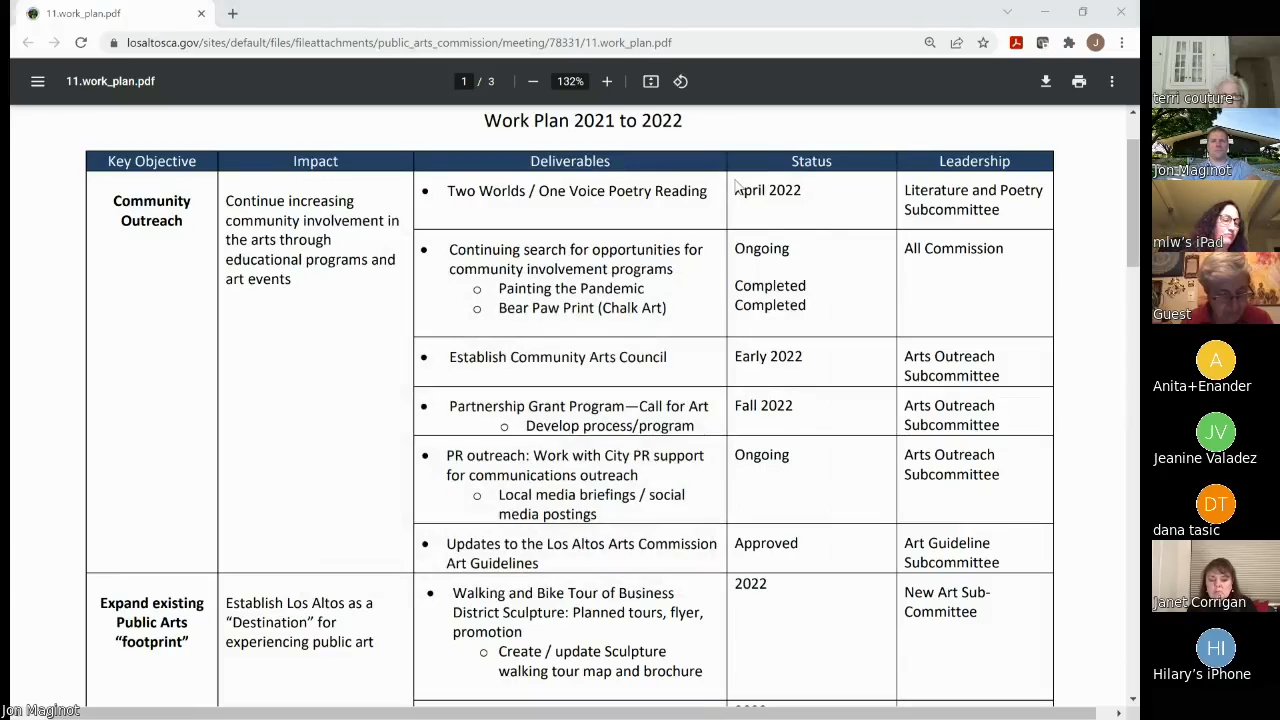 11.work_plan.pdf
losaltosca.gov/sites/default/files/fileattachments/public_arts_commission/meeting/78331/11.work_plan.pdf
J
11.work_plan.pdf
1 / 3
132%
Work Plan 2021 to 2022
Key Objective Impact Deliverables Status Leadership
Community
Outreach
Continue increasing
community involvement in
the arts through
educational programs and
art events
• Two Worlds / One Voice Poetry Reading
April 2022
Literature and Poetry
Subcommittee
• Continuing search for opportunities for
community involvement programs
o Painting the Pandemic
o Bear Paw Print (Chalk Art)
Ongoing
Completed
Completed
All Commission
• Establish Community Arts Council
Early 2022
Arts Outreach
Subcommittee
• Partnership Grant Program—Call for Art
o Develop process/program
Fall 2022
Arts Outreach
Subcommittee
• PR outreach: Work with City PR support
for communications outreach
o Local media briefings / social
media postings
Ongoing
Arts Outreach
Subcommittee
• Updates to the Los Altos Arts Commission
Art Guidelines
Approved
Art Guideline
Subcommittee
Expand existing
Public Arts
“footprint”
Establish Los Altos as a
“Destination” for
experiencing public art
• Walking and Bike Tour of Business
District Sculpture: Planned tours, flyer,
promotion
o Create / update Sculpture
walking tour map and brochure
2022
New Art Sub-
Committee
Jon Maginot
terri couture
Jon Maginot
mlw’s iPad
Guest
A
Anita+Enander
JV
Jeanine Valadez
DT
dana tasic
Janet Corrigan
HI
Hilary’s iPhone